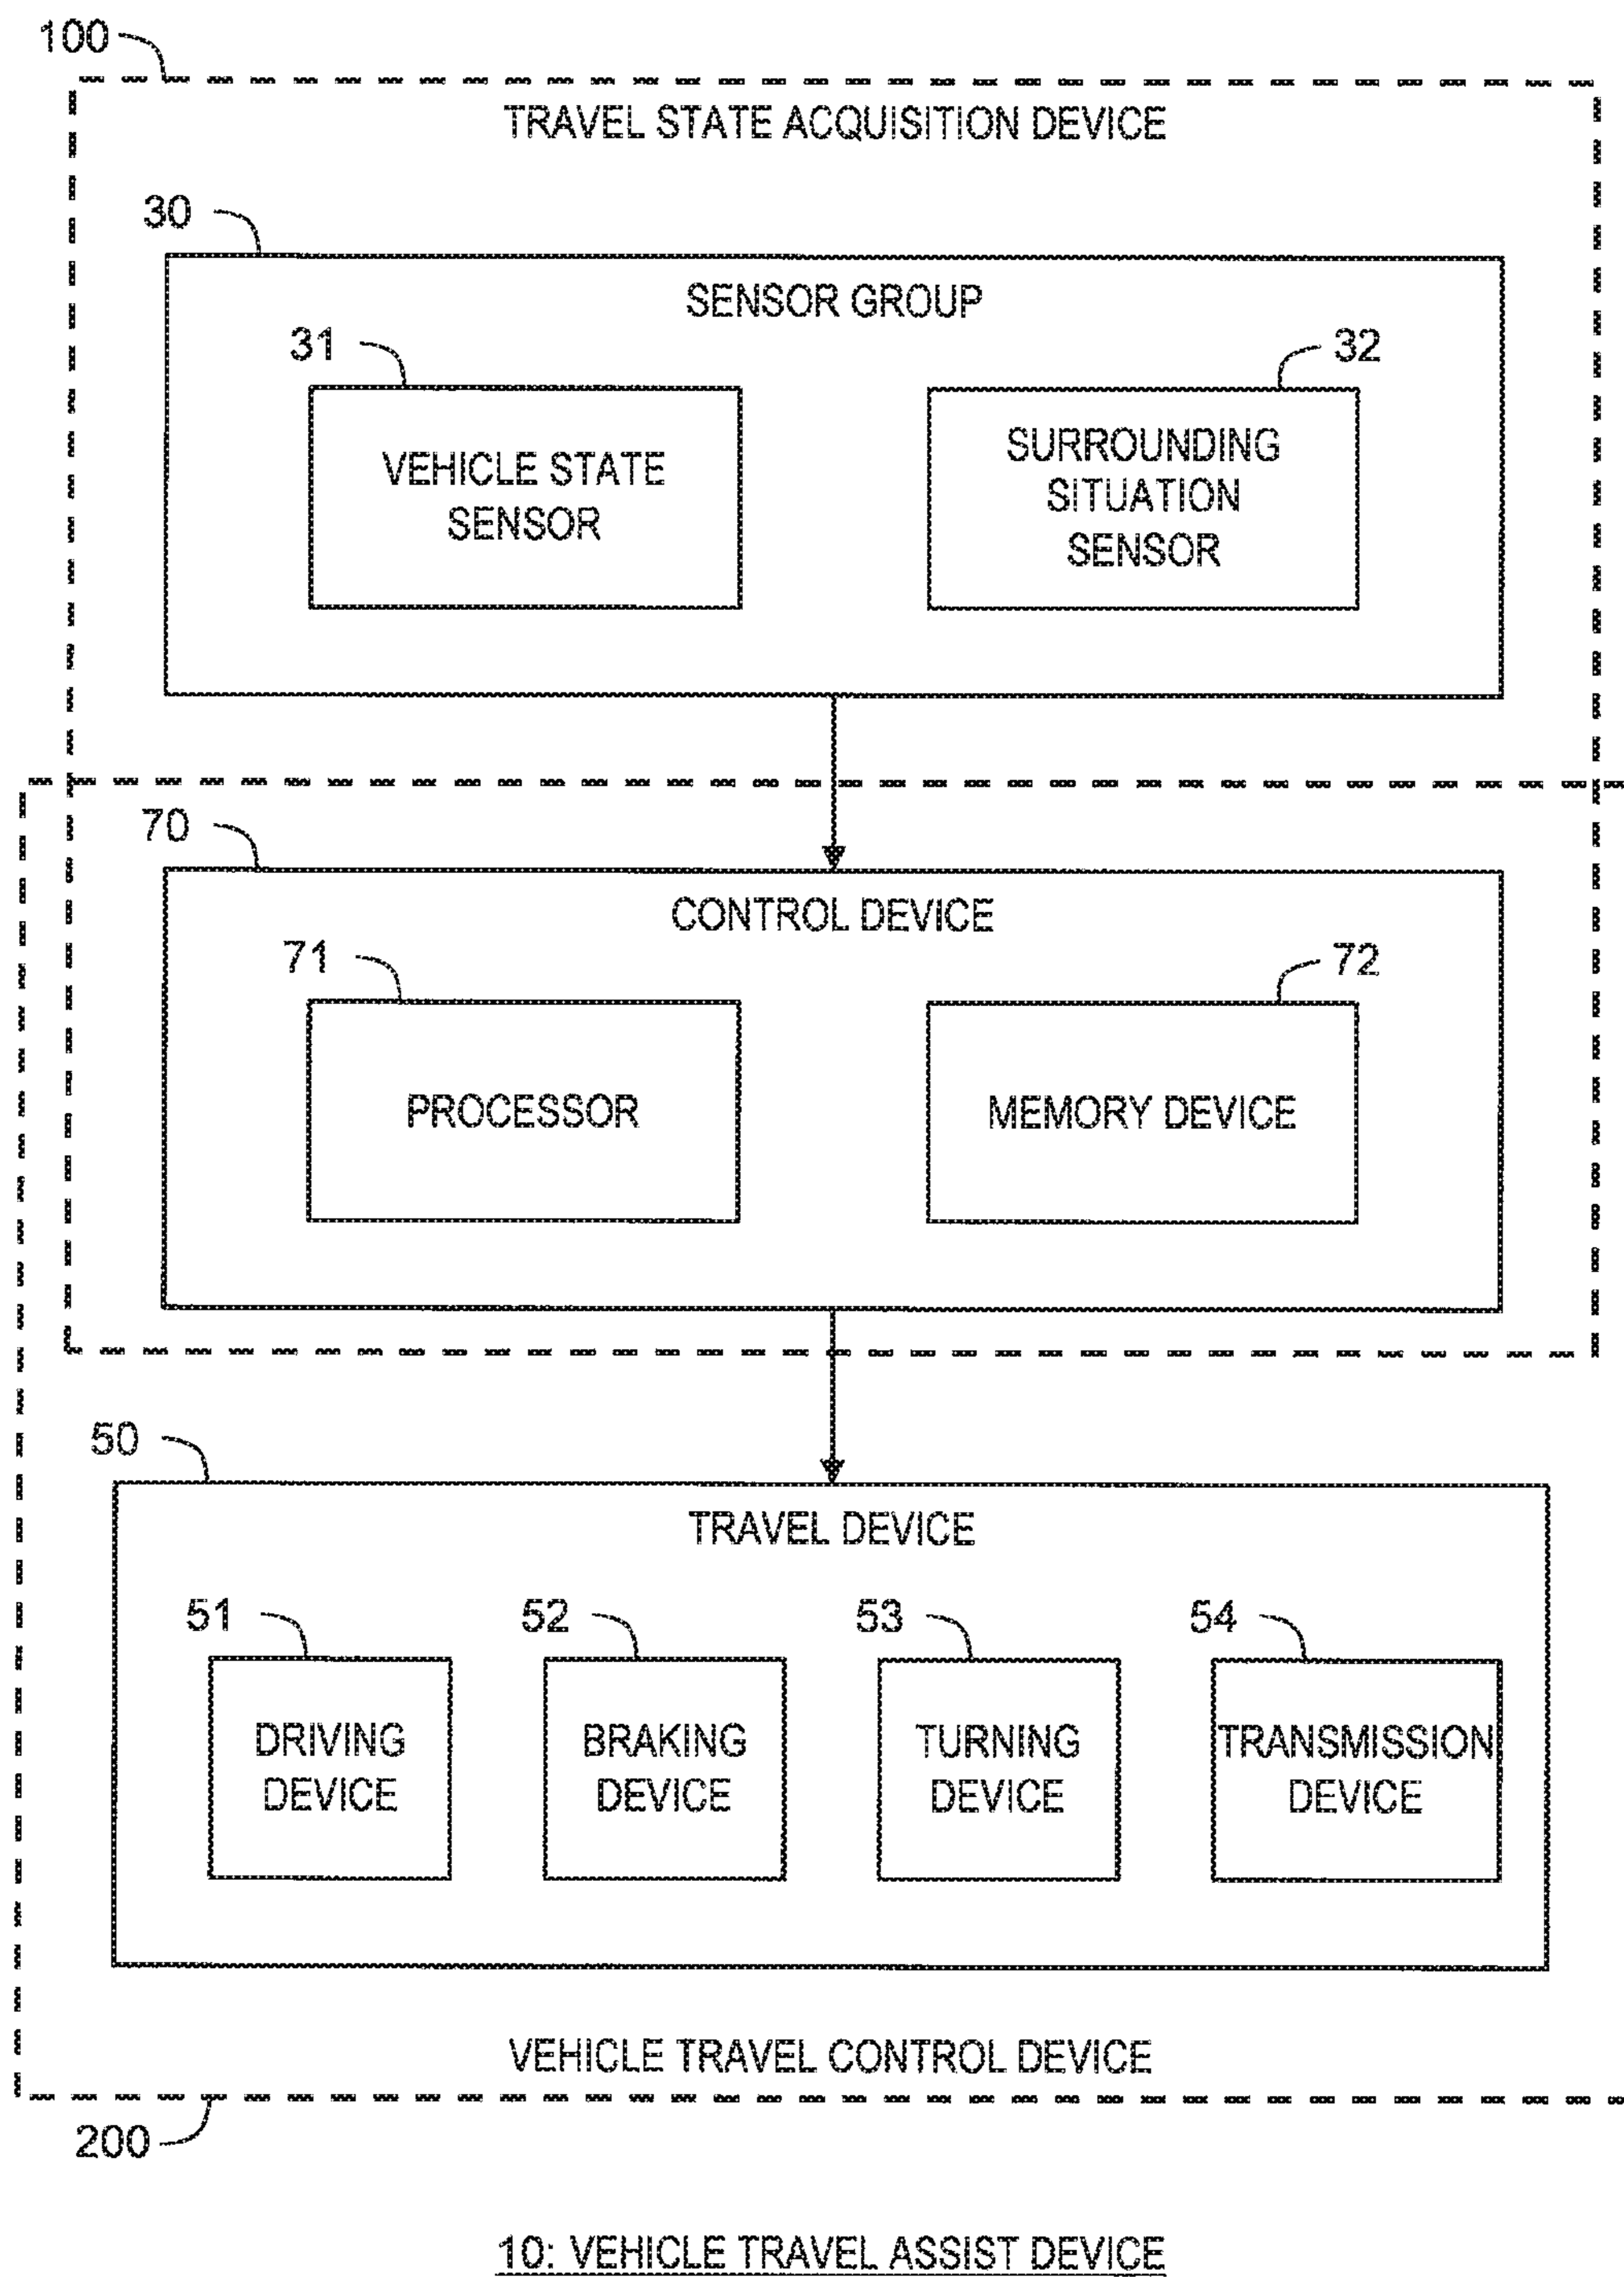 100
TRAVEL STATE ACQUISITION DEVICE
30
SENSOR GROUP
31
32
VEHICLE STATE
SENSOR
SURROUNDING
SITUATION
SENSOR
70
CONTROL DEVICE
71
72
PROCESSOR
MEMORY DEVICE
50
TRAVEL DEVICE
51
52
53
54
DRIVING
DEVICE
BRAKING
DEVICE
TURNING
DEVICE
TRANSMISSION
DEVICE
VEHICLE TRAVEL CONTROL DEVICE
200
10: VEHICLE TRAVEL ASSIST DEVICE